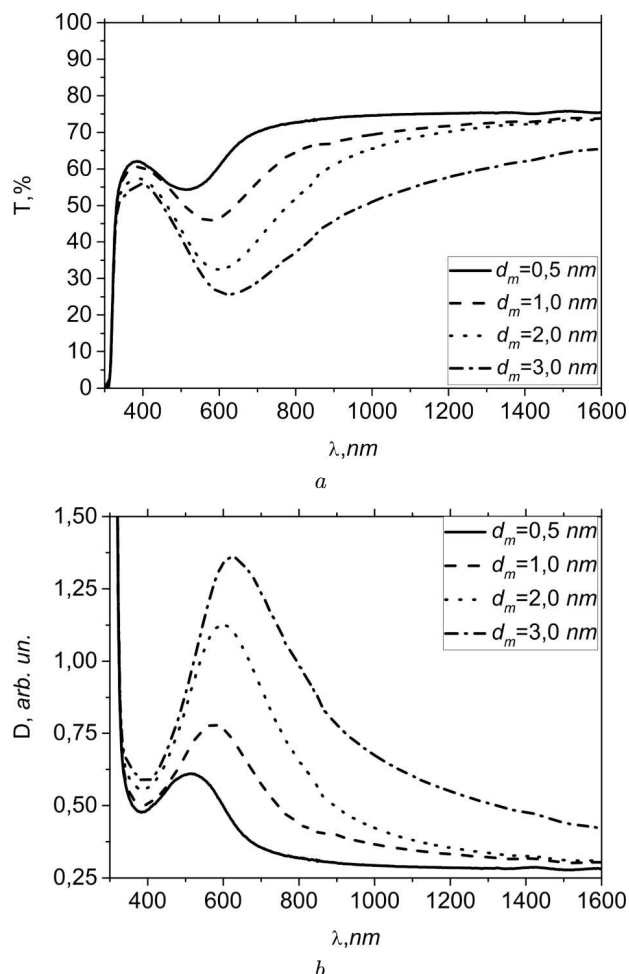 100
90
80
70
60
50
40
30
20
10
0
T,%
d_m=0,5 nm
d_m=1,0 nm
d_m=2,0 nm
d_m=3,0 nm
400 600 800 1000 1200 1400 1600
λ,nm
a
1,50
1,25
1,00
0,75
0,50
0,25
D, arb. un.
d_m=0,5 nm
d_m=1,0 nm
d_m=2,0 nm
d_m=3,0 nm
400 600 800 1000 1200 1400 1600
λ,nm
b